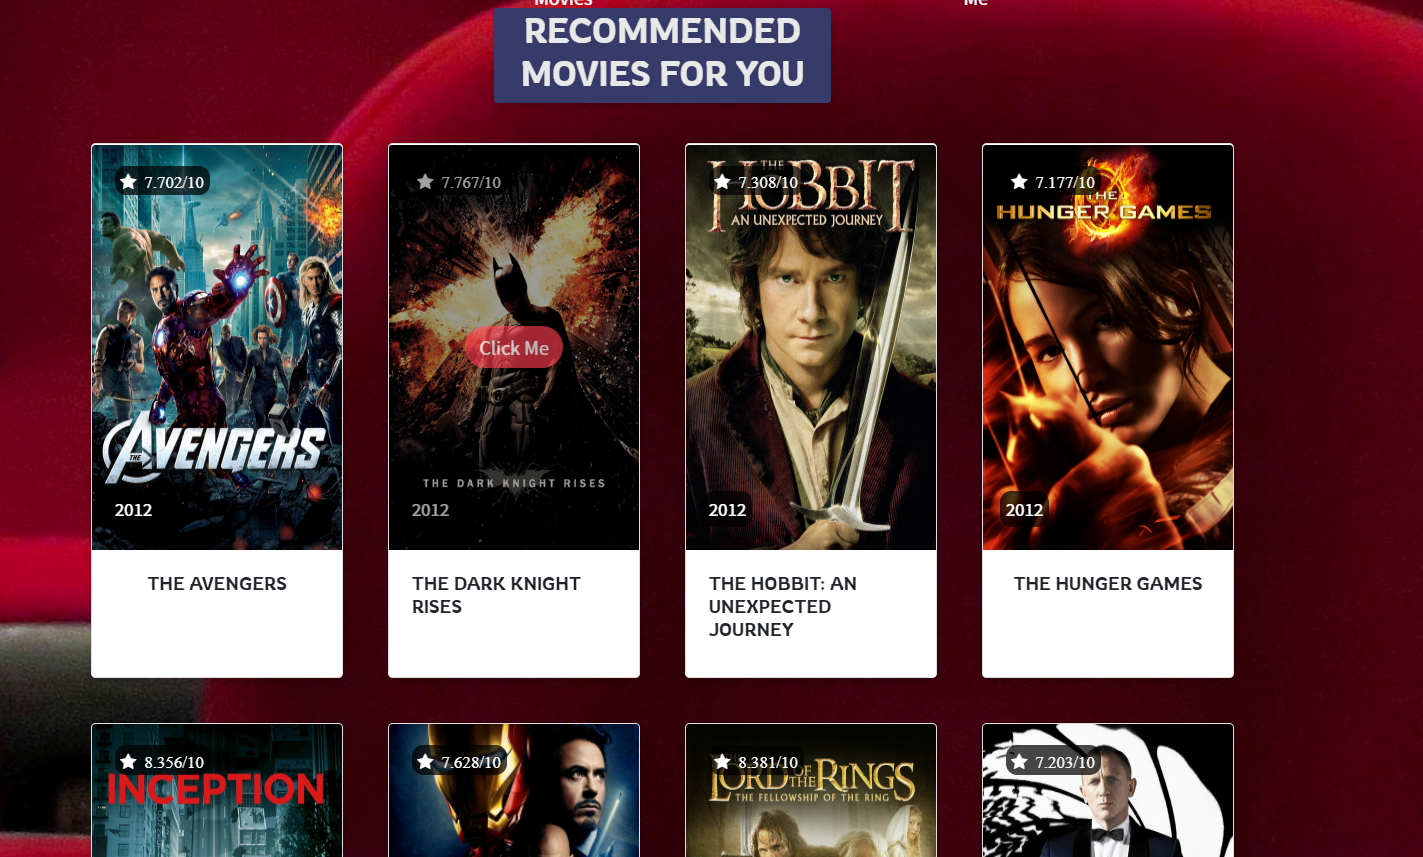 Movies
Me
RECOMMENDED
MOVIES FOR YOU
7.702/10
7.767/10
7.308/10
7.177/10
THE
HOBBIT
AN UNEXPECTED JOURNEY
THE
HUNGER GAMES
Click Me
THE AVENGERS
THE DARK KNIGHT RISES
2012
2012
2012
2012
THE AVENGERS
THE DARK KNIGHT
RISES
THE HOBBIT: AN
UNEXPECTED
JOURNEY
THE HUNGER GAMES
8.356/10
7.628/10
8.381/10
7.203/10
INCEPTION
THE
LORD OF THE RINGS
THE FELLOWSHIP OF THE RING